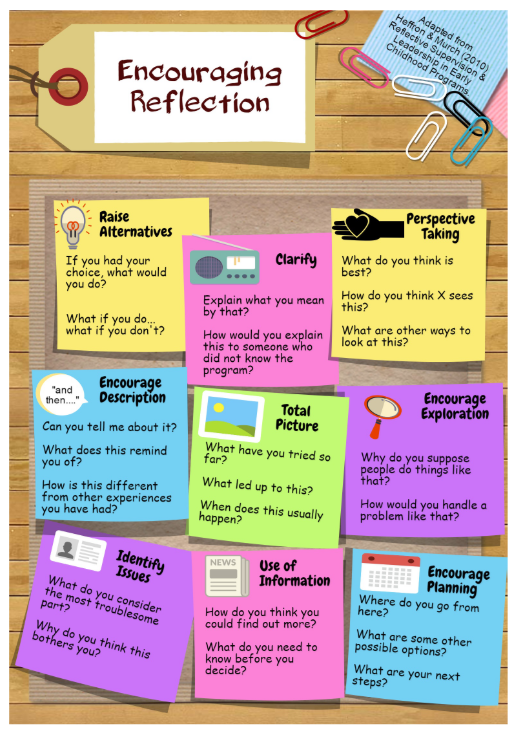 Encouraging
Reflection
Adapted from
Heffron & Murch (2010)
Reflective Supervision &
Leadership in Early
Childhood Programs.
Raise
Alternatives
If you had your
choice, what would
you do?
What if you do...
what if you don't?
Clarify
Explain what you mean
by that?
How would you explain
this to someone who
did not know the
program?
Perspective
Taking
What do you think is
best?
How do you think X sees
this?
What are other ways to
look at this?
"and
then...."
Encourage
Description
Can you tell me about it?
What does this remind
you of?
How is this different
from other experiences
you have had?
Total
Picture
What have you tried so
far?
What led up to this?
When does this usually
happen?
Encourage
Exploration
Why do you suppose
people do things like
that?
How would you handle a
problem like that?
Identify
Issues
What do you consider
the most troublesome
part?
Why do you think this
bothers you?
NEWS
Use of
Information
How do you think you
could find out more?
What do you need to
know before you
decide?
Encourage
Planning
Where do you go from
here?
What are some other
possible options?
What are your next
steps?